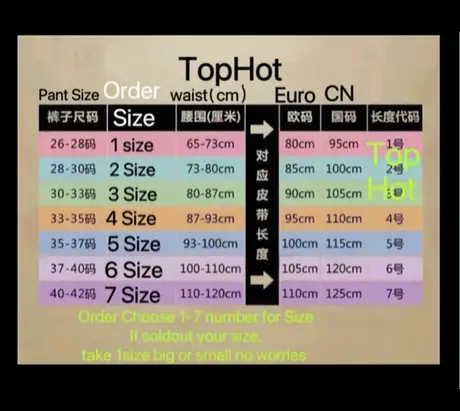 TopHot
Pant Size Order waist(cm) Euro CN
裤子尺码 Size 腰围(厘米) 欧码 国码 长度代码
26-28码 1 size 65-73cm 80cm 95cm 1号
28-30码 2 Size 73-80cm 85cm 100cm 2号
30-33码 3 Size 80-87cm 90cm 105cm 3号
33-35码 4 Size 87-93cm 95cm 110cm 4号
35-37码 5 Size 93-100cm 100cm 115cm 5号
37-40码 6 Size 100-110cm 105cm 120cm 6号
40-42码 7 Size 110-120cm 110cm 125cm 7号
对应皮带长度
Top
Hot
Order Choose 1-7 number for Size
If soldout your size,
take 1size big or small no worries